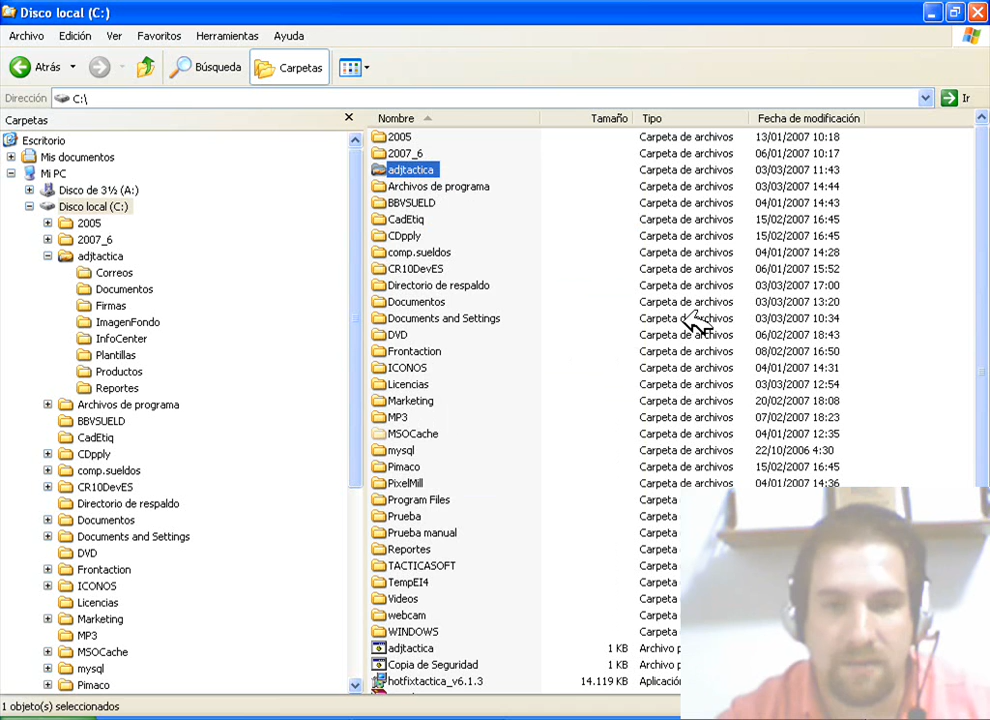 Disco local (C:)
Archivo Edición Ver Favoritos Herramientas Ayuda
Atrás Búsqueda Carpetas
Dirección C:\ Ir
Carpetas
Escritorio
Mis documentos
Mi PC
Disco de 3½ (A:)
Disco local (C:)
2005
2007_6
adjtactica
Correos
Documentos
Firmas
ImagenFondo
InfoCenter
Plantillas
Productos
Reportes
Archivos de programa
BBVSUELD
CadEtiq
CDpply
comp.sueldos
CR10DevES
Directorio de respaldo
Documentos
Documents and Settings
DVD
Frontaction
ICONOS
Licencias
Marketing
MP3
MSOCache
mysql
Pimaco
Nombre Tamaño Tipo Fecha de modificación
2005 Carpeta de archivos 13/01/2007 10:18
2007_6 Carpeta de archivos 06/01/2007 10:17
adjtactica Carpeta de archivos 03/03/2007 11:43
Archivos de programa Carpeta de archivos 03/03/2007 14:44
BBVSUELD Carpeta de archivos 04/01/2007 14:43
CadEtiq Carpeta de archivos 15/02/2007 16:45
CDpply Carpeta de archivos 15/02/2007 16:45
comp.sueldos Carpeta de archivos 04/01/2007 14:28
CR10DevES Carpeta de archivos 06/01/2007 15:52
Directorio de respaldo Carpeta de archivos 03/03/2007 17:00
Documentos Carpeta de archivos 03/03/2007 13:20
Documents and Settings Carpeta de archivos 03/03/2007 10:34
DVD Carpeta de archivos 06/02/2007 18:43
Frontaction Carpeta de archivos 08/02/2007 16:50
ICONOS Carpeta de archivos 04/01/2007 14:31
Licencias Carpeta de archivos 03/03/2007 12:54
Marketing Carpeta de archivos 20/02/2007 18:08
MP3 Carpeta de archivos 07/02/2007 18:23
MSOCache Carpeta de archivos 04/01/2007 12:35
mysql Carpeta de archivos 22/10/2006 4:30
Pimaco Carpeta de archivos 15/02/2007 16:45
PixelMill Carpeta de archivos 04/01/2007 14:36
Program Files Carpeta
Prueba Carpeta
Prueba manual Carpeta
Reportes Carpeta
TACTICASOFT Carpeta
TempEI4 Carpeta
Videos Carpeta
webcam Carpeta
WINDOWS Carpeta
adjtactica 1 KB Archivo p
Copia de Seguridad 1 KB Archivo p
hotfixtactica_v6.1.3 14.119 KB Aplicació
1 objeto(s) seleccionados